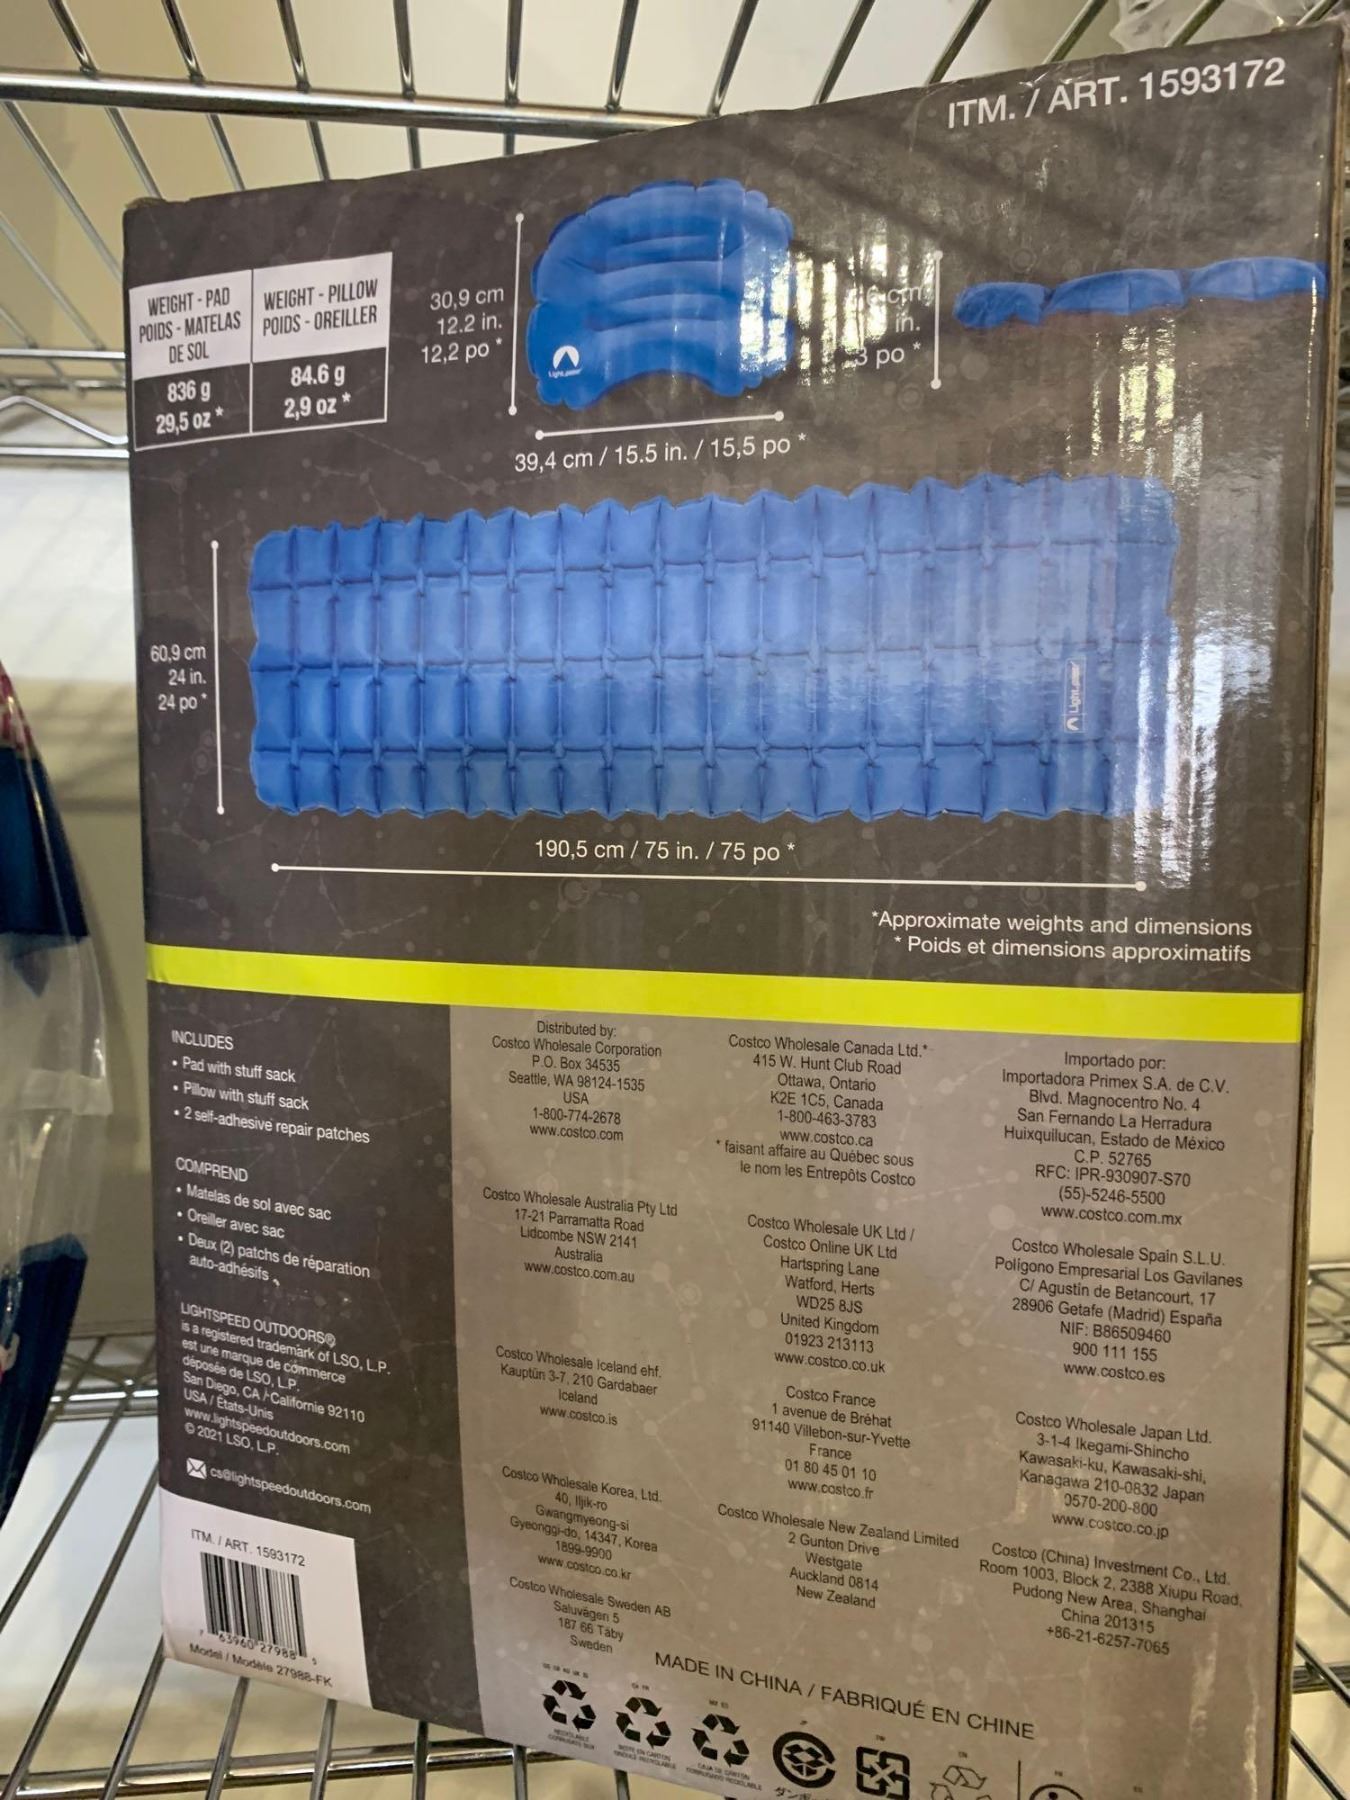 ITM. / ART. 1593172
WEIGHT - PAD
POIDS - MATELAS
DE SOL
836 g
29,5 oz *
WEIGHT - PILLOW
POIDS - OREILLER
84.6 g
2,9 oz *
30,9 cm
12.2 in.
12,2 po *
cm
in.
3 po *
39,4 cm / 15.5 in. / 15,5 po *
60,9 cm
24 in.
24 po *
190,5 cm / 75 in. / 75 po *
*Approximate weights and dimensions
* Poids et dimensions approximatifs
INCLUDES
• Pad with stuff sack
• Pillow with stuff sack
• 2 self-adhesive repair patches
COMPREND
• Matelas de sol avec sac
• Oreiller avec sac
• Deux (2) patchs de réparation
auto-adhésifs
LIGHTSPEED OUTDOORS®
is a registered trademark of LSO, L.P.
est une marque de commerce
déposée de LSO, L.P.
San Diego, CA / Californie 92110
USA / États-Unis
www.lightspeedoutdoors.com
© 2021 LSO, L.P.
cs@lightspeedoutdoors.com
ITM. / ART. 1593172
7 63960 27988 5
Model / Modèle 27988-FK
Distributed by:
Costco Wholesale Corporation
P.O. Box 34535
Seattle, WA 98124-1535
USA
1-800-774-2678
www.costco.com
Costco Wholesale Australia Pty Ltd
17-21 Parramatta Road
Lidcombe NSW 2141
Australia
www.costco.com.au
Costco Wholesale Iceland ehf.
Kauptún 3-7, 210 Gardabaer
Iceland
www.costco.is
Costco Wholesale Korea, Ltd.
40, Iljik-ro
Gwangmyeong-si
Gyeonggi-do, 14347, Korea
1899-9900
www.costco.co.kr
Costco Wholesale Sweden AB
Saluvägen 5
187 66 Täby
Sweden
Costco Wholesale Canada Ltd.*
415 W. Hunt Club Road
Ottawa, Ontario
K2E 1C5, Canada
1-800-463-3783
www.costco.ca
* faisant affaire au Québec sous
le nom les Entrepôts Costco
Costco Wholesale UK Ltd /
Costco Online UK Ltd
Hartspring Lane
Watford, Herts
WD25 8JS
United Kingdom
01923 213113
www.costco.co.uk
Costco France
1 avenue de Bréhat
91140 Villebon-sur-Yvette
France
01 80 45 01 10
www.costco.fr
Costco Wholesale New Zealand Limited
2 Gunton Drive
Westgate
Auckland 0814
New Zealand
Importado por:
Importadora Primex S.A. de C.V.
Blvd. Magnocentro No. 4
San Fernando La Herradura
Huixquilucan, Estado de México
C.P. 52765
RFC: IPR-930907-S70
(55)-5246-5500
www.costco.com.mx
Costco Wholesale Spain S.L.U.
Polígono Empresarial Los Gavilanes
C/ Agustín de Betancourt, 17
28906 Getafe (Madrid) España
NIF: B86509460
900 111 155
www.costco.es
Costco Wholesale Japan Ltd.
3-1-4 Ikegami-Shincho
Kawasaki-ku, Kawasaki-shi,
Kanagawa 210-0832 Japan
0570-200-800
www.costco.co.jp
Costco (China) Investment Co., Ltd.
Room 1003, Block 2, 2388 Xiupu Road,
Pudong New Area, Shanghai
China 201315
+86-21-6257-7065
MADE IN CHINA / FABRIQUÉ EN CHINE